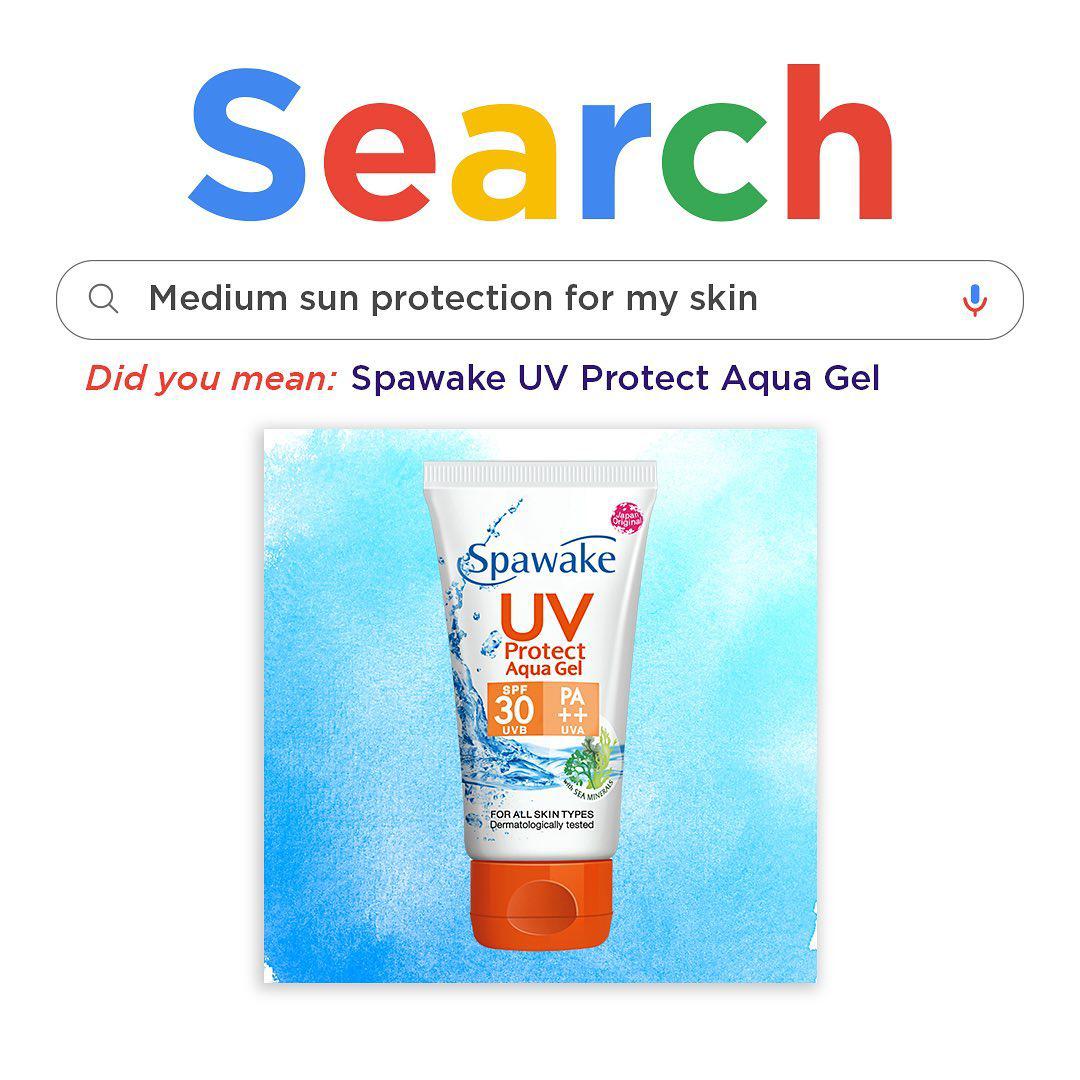 Search
Medium sun protection for my skin
Did you mean: Spawake UV Protect Aqua Gel
Japan
Original
Spawake
UV
Protect
Aqua Gel
SPF
30
UVB
PA
++
UVA
with SEA MINERALS
FOR ALL SKIN TYPES
Dermatologically tested